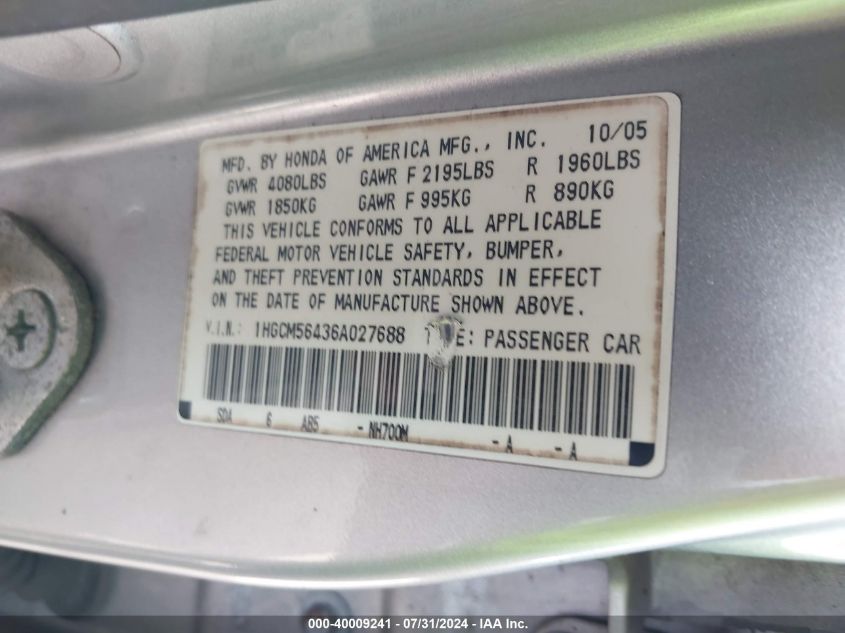 MFD. BY HONDA OF AMERICA MFG., INC. 10/05
GVWR 4080LBS GAWR F 2195LBS R 1960LBS
GVWR 1850KG GAWR F 995KG R 890KG
THIS VEHICLE CONFORMS TO ALL APPLICABLE
FEDERAL MOTOR VEHICLE SAFETY, BUMPER,
AND THEFT PREVENTION STANDARDS IN EFFECT
ON THE DATE OF MANUFACTURE SHOWN ABOVE.
V.I.N.: 1HGCM56436A027688 : PASSENGER CAR
SDA 6 AB5 - NH700M - A - A
000-40009241 - 07/31/2024 - IAA Inc.